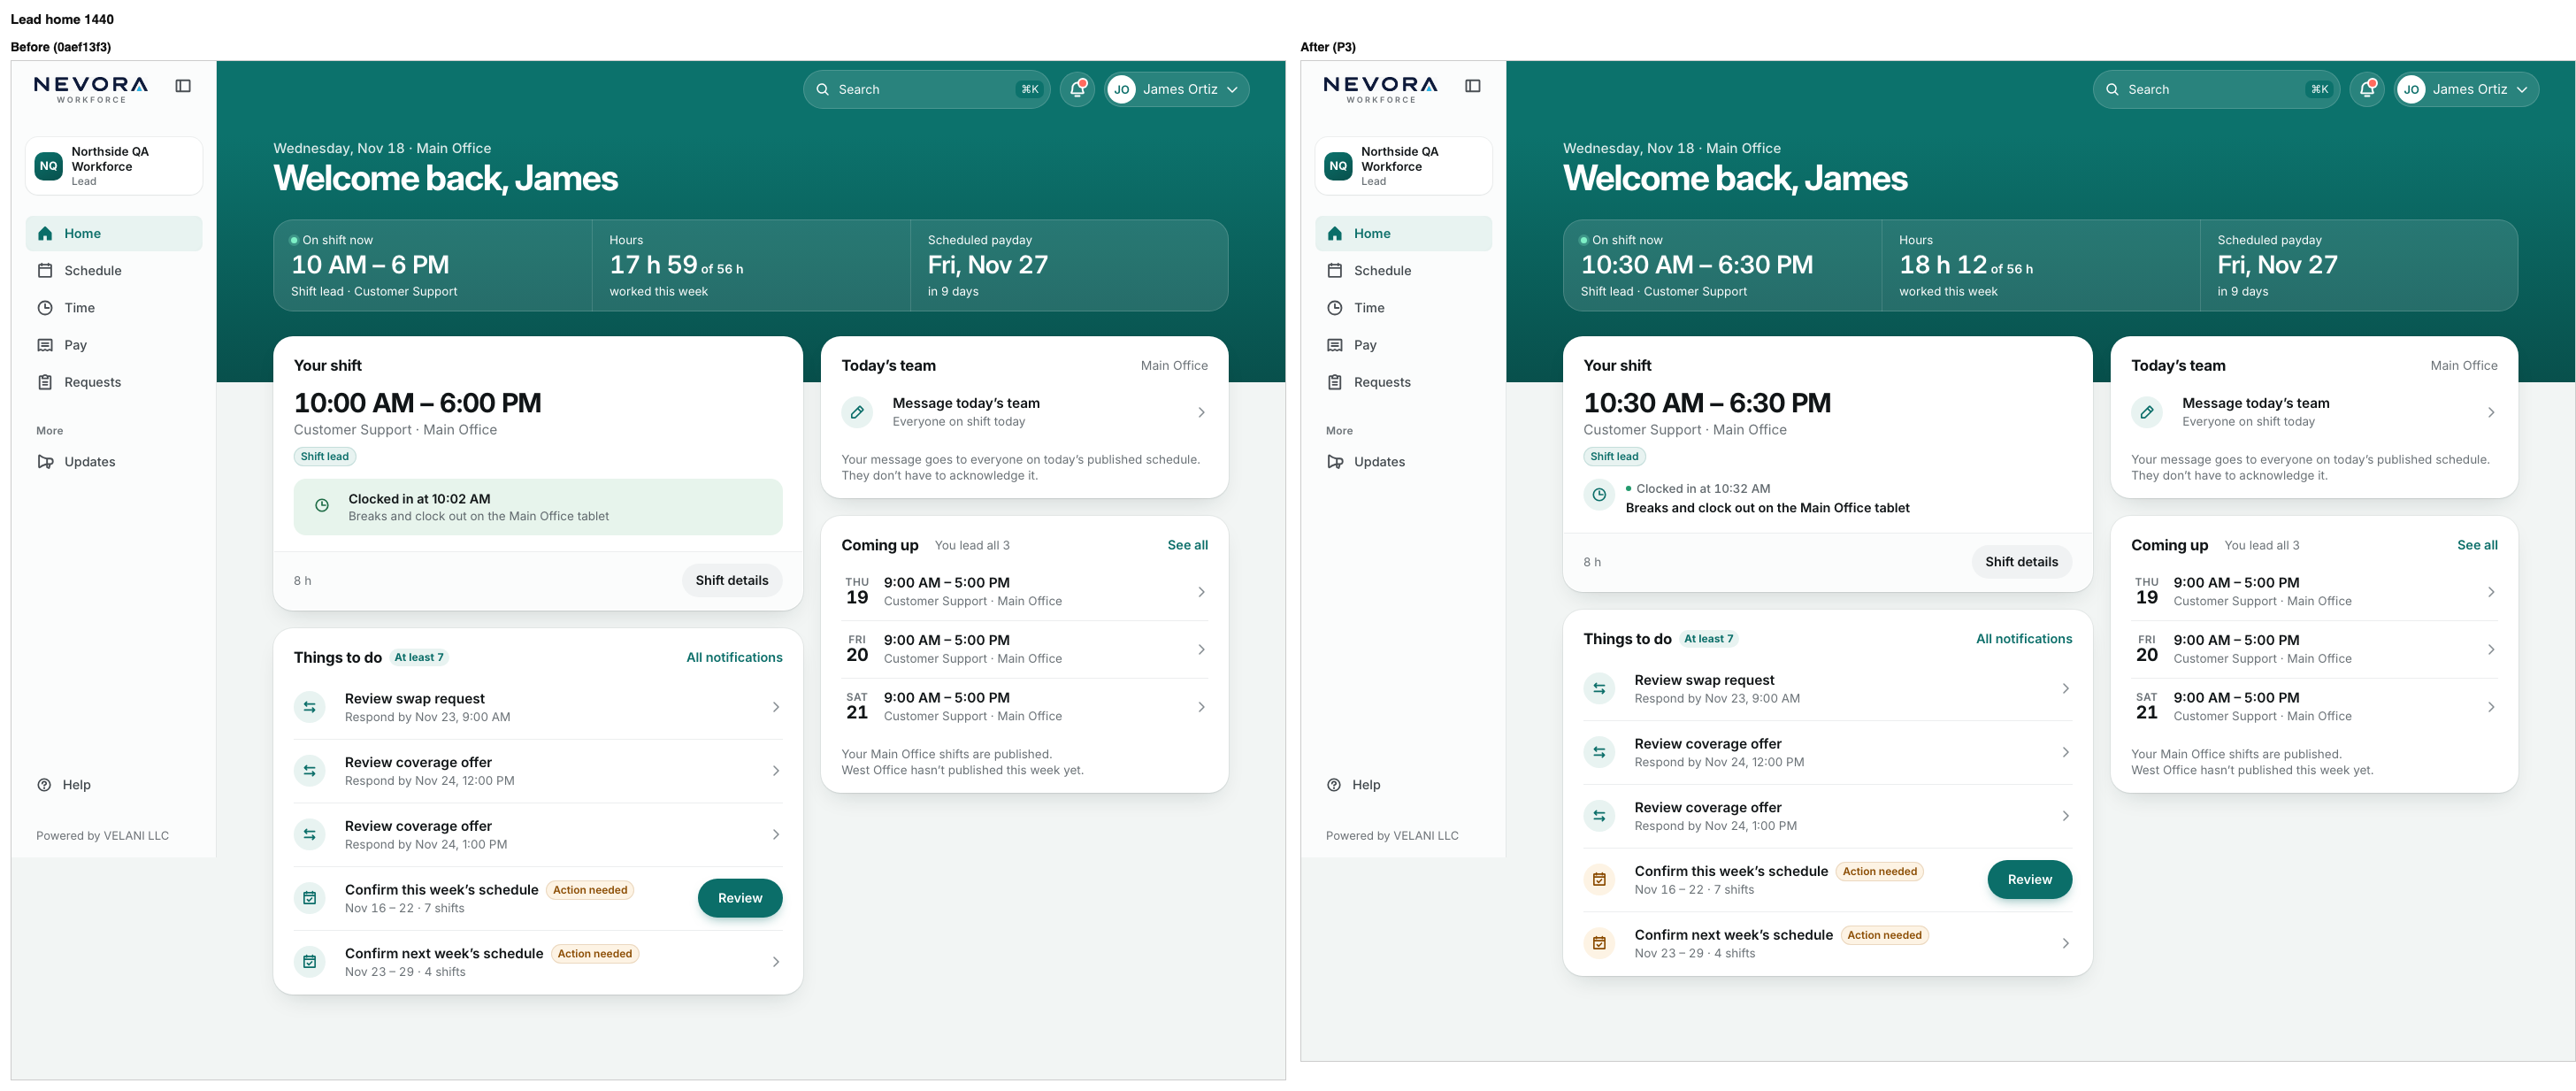 Lead home 1440
Before (0aef13f3)
NEVORA
WORKFORCE
Search
⌘K
JO
James Ortiz
NQ
Northside QA
Workforce
Lead
Home
Schedule
Time
Pay
Requests
More
Updates
Help
Powered by VELANI LLC
Wednesday, Nov 18 · Main Office
Welcome back, James
On shift now
10 AM – 6 PM
Shift lead · Customer Support
Hours
17 h 59 of 56 h
worked this week
Scheduled payday
Fri, Nov 27
in 9 days
Your shift
10:00 AM – 6:00 PM
Customer Support · Main Office
Shift lead
Clocked in at 10:02 AM
Breaks and clock out on the Main Office tablet
8 h
Shift details
Things to do
At least 7
All notifications
Review swap request
Respond by Nov 23, 9:00 AM
Review coverage offer
Respond by Nov 24, 12:00 PM
Review coverage offer
Respond by Nov 24, 1:00 PM
Confirm this week’s schedule
Action needed
Nov 16 – 22 · 7 shifts
Review
Confirm next week’s schedule
Action needed
Nov 23 – 29 · 4 shifts
Today’s team
Main Office
Message today’s team
Everyone on shift today
Your message goes to everyone on today’s published schedule.
They don’t have to acknowledge it.
Coming up
You lead all 3
See all
THU
19
9:00 AM – 5:00 PM
Customer Support · Main Office
FRI
20
9:00 AM – 5:00 PM
Customer Support · Main Office
SAT
21
9:00 AM – 5:00 PM
Customer Support · Main Office
Your Main Office shifts are published.
West Office hasn’t published this week yet.
After (P3)
NEVORA
WORKFORCE
Search
⌘K
JO
James Ortiz
NQ
Northside QA
Workforce
Lead
Home
Schedule
Time
Pay
Requests
More
Updates
Help
Powered by VELANI LLC
Wednesday, Nov 18 · Main Office
Welcome back, James
On shift now
10:30 AM – 6:30 PM
Shift lead · Customer Support
Hours
18 h 12 of 56 h
worked this week
Scheduled payday
Fri, Nov 27
in 9 days
Your shift
10:30 AM – 6:30 PM
Customer Support · Main Office
Shift lead
Clocked in at 10:32 AM
Breaks and clock out on the Main Office tablet
8 h
Shift details
Things to do
At least 7
All notifications
Review swap request
Respond by Nov 23, 9:00 AM
Review coverage offer
Respond by Nov 24, 12:00 PM
Review coverage offer
Respond by Nov 24, 1:00 PM
Confirm this week’s schedule
Action needed
Nov 16 – 22 · 7 shifts
Review
Confirm next week’s schedule
Action needed
Nov 23 – 29 · 4 shifts
Today’s team
Main Office
Message today’s team
Everyone on shift today
Your message goes to everyone on today’s published schedule.
They don’t have to acknowledge it.
Coming up
You lead all 3
See all
THU
19
9:00 AM – 5:00 PM
Customer Support · Main Office
FRI
20
9:00 AM – 5:00 PM
Customer Support · Main Office
SAT
21
9:00 AM – 5:00 PM
Customer Support · Main Office
Your Main Office shifts are published.
West Office hasn’t published this week yet.